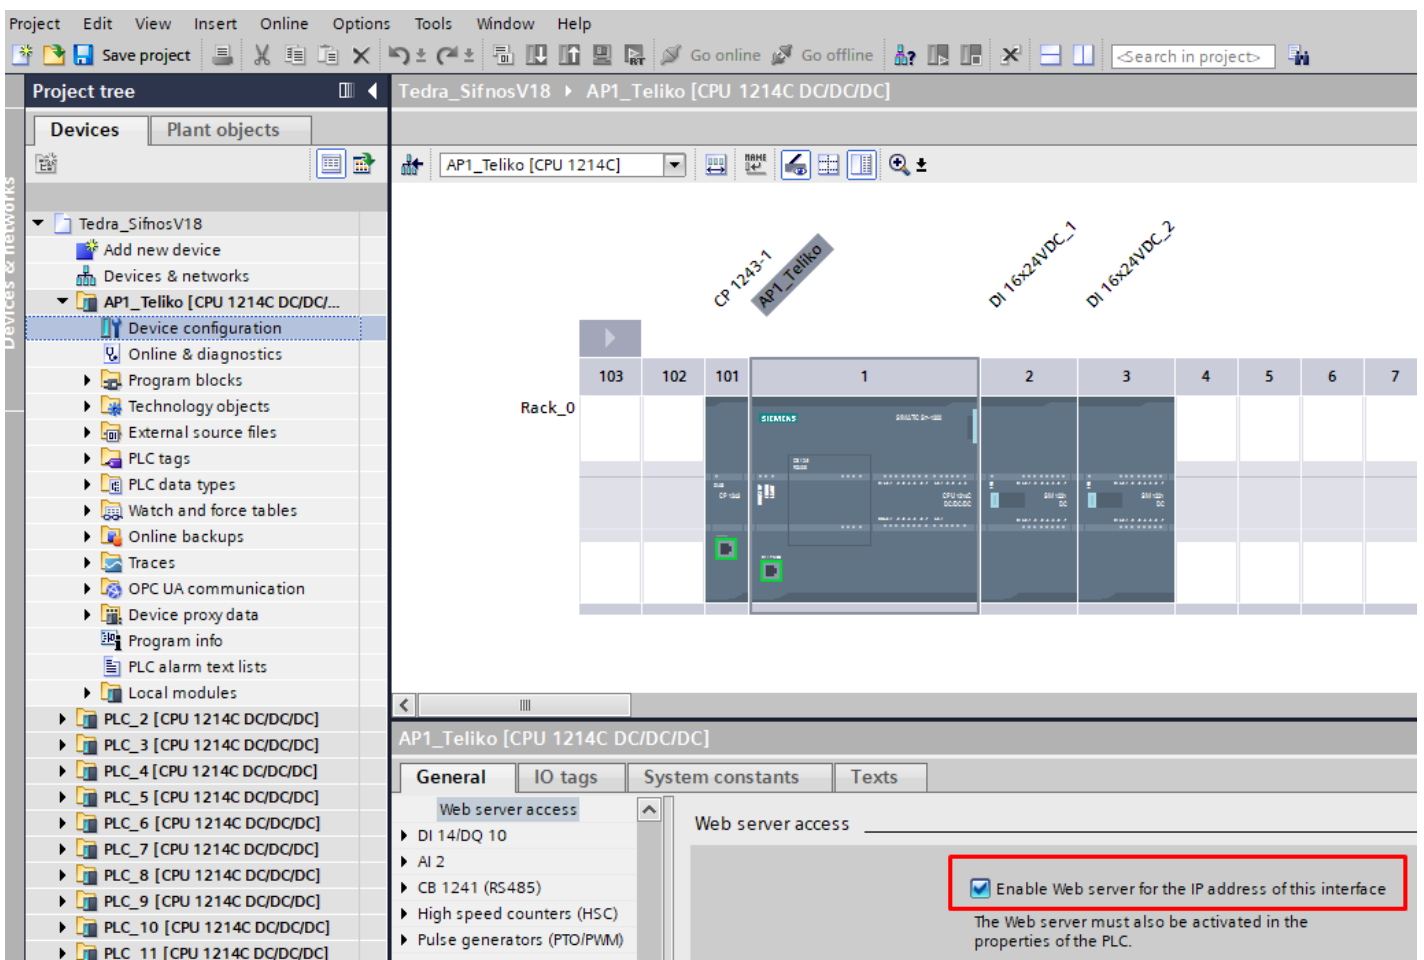 Project Edit View Insert Online Options Tools Window Help
Save project Go online Go offline <Search in project>
Project tree
Tedra_SifnosV18 AP1_Teliko [CPU 1214C DC/DC/DC]
Devices Plant objects
AP1_Teliko [CPU 1214C]
Devices & networks
Tedra_SifnosV18
Add new device
Devices & networks
AP1_Teliko [CPU 1214C DC/DC/...
Device configuration
Online & diagnostics
Program blocks
Technology objects
External source files
PLC tags
PLC data types
Watch and force tables
Online backups
Traces
OPC UA communication
Device proxy data
Program info
PLC alarm text lists
Local modules
PLC_2 [CPU 1214C DC/DC/DC]
PLC_3 [CPU 1214C DC/DC/DC]
PLC_4 [CPU 1214C DC/DC/DC]
PLC_5 [CPU 1214C DC/DC/DC]
PLC_6 [CPU 1214C DC/DC/DC]
PLC_7 [CPU 1214C DC/DC/DC]
PLC_8 [CPU 1214C DC/DC/DC]
PLC_9 [CPU 1214C DC/DC/DC]
PLC_10 [CPU 1214C DC/DC/DC]
PLC_11 [CPU 1214C DC/DC/DC]
CP 1243-1
AP1_Teliko
DI 16x24VDC_1
DI 16x24VDC_2
103 102 101 1 2 3 4 5 6 7
Rack_0
SIEMENS
AP1_Teliko [CPU 1214C DC/DC/DC]
General IO tags System constants Texts
Web server access
DI 14/DQ 10
AI 2
CB 1241 (RS485)
High speed counters (HSC)
Pulse generators (PTO/PWM)
Web server access
Enable Web server for the IP address of this interface
The Web server must also be activated in the
properties of the PLC.